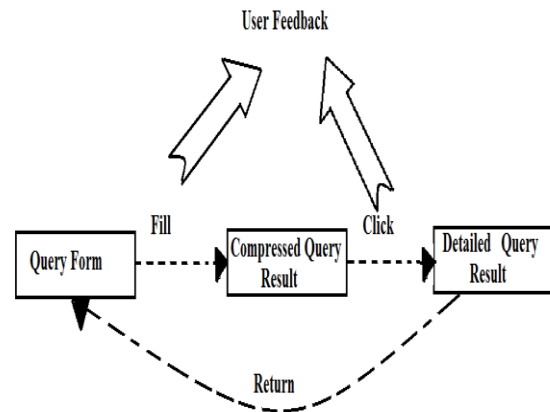 User Feedback
Fill
Click
Query Form
Compressed Query
Result
Detailed Query
Result
Return